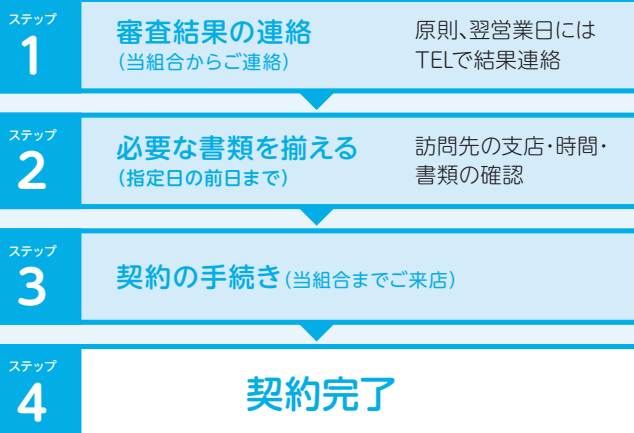 ステップ
1
審査結果の連絡
(当組合からご連絡)
原則、翌営業日には
TELで結果連絡
ステップ
2
必要な書類を揃える
(指定日の前日まで)
訪問先の支店・時間・
書類の確認
ステップ
3
契約の手続き(当組合までご来店)
ステップ
4
契約完了